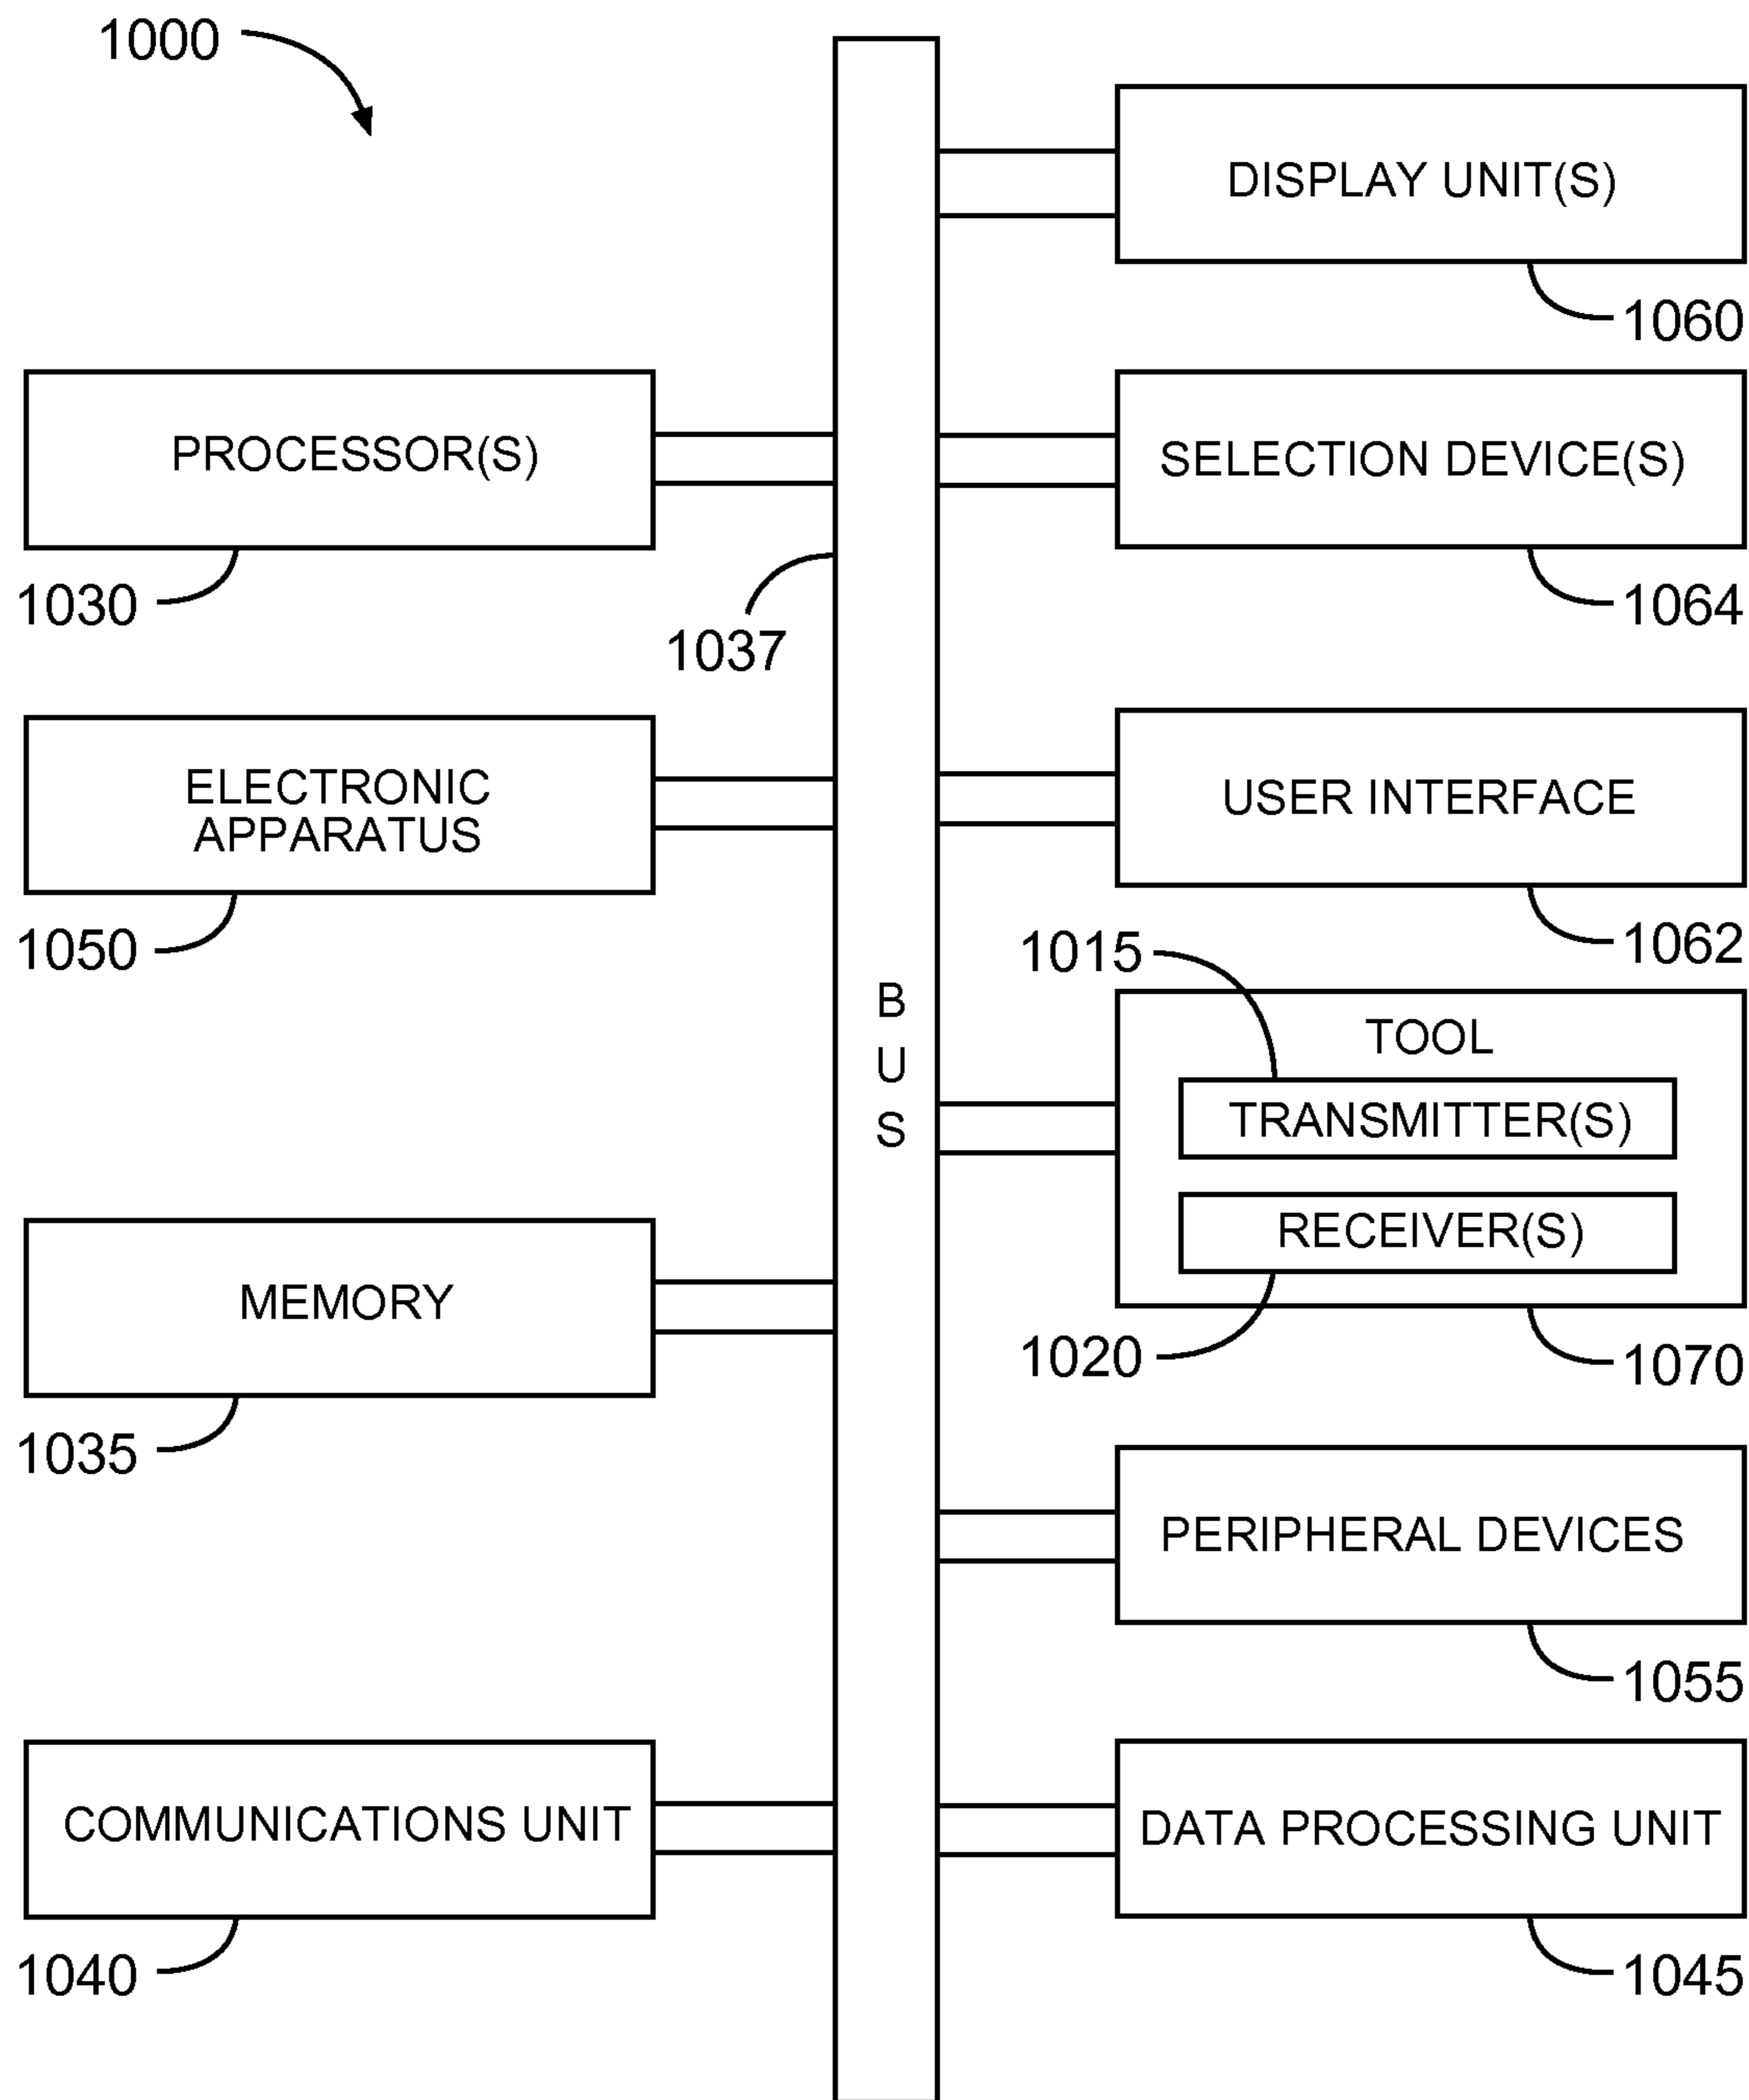 1000
DISPLAY UNIT(S)
1060
PROCESSOR(S)
SELECTION DEVICE(S)
1030
1037
1064
ELECTRONIC
APPARATUS
USER INTERFACE
1050
1015
1062
B
U
S
TOOL
TRANSMITTER(S)
RECEIVER(S)
MEMORY
1020
1070
1035
PERIPHERAL DEVICES
1055
COMMUNICATIONS UNIT
DATA PROCESSING UNIT
1040
1045